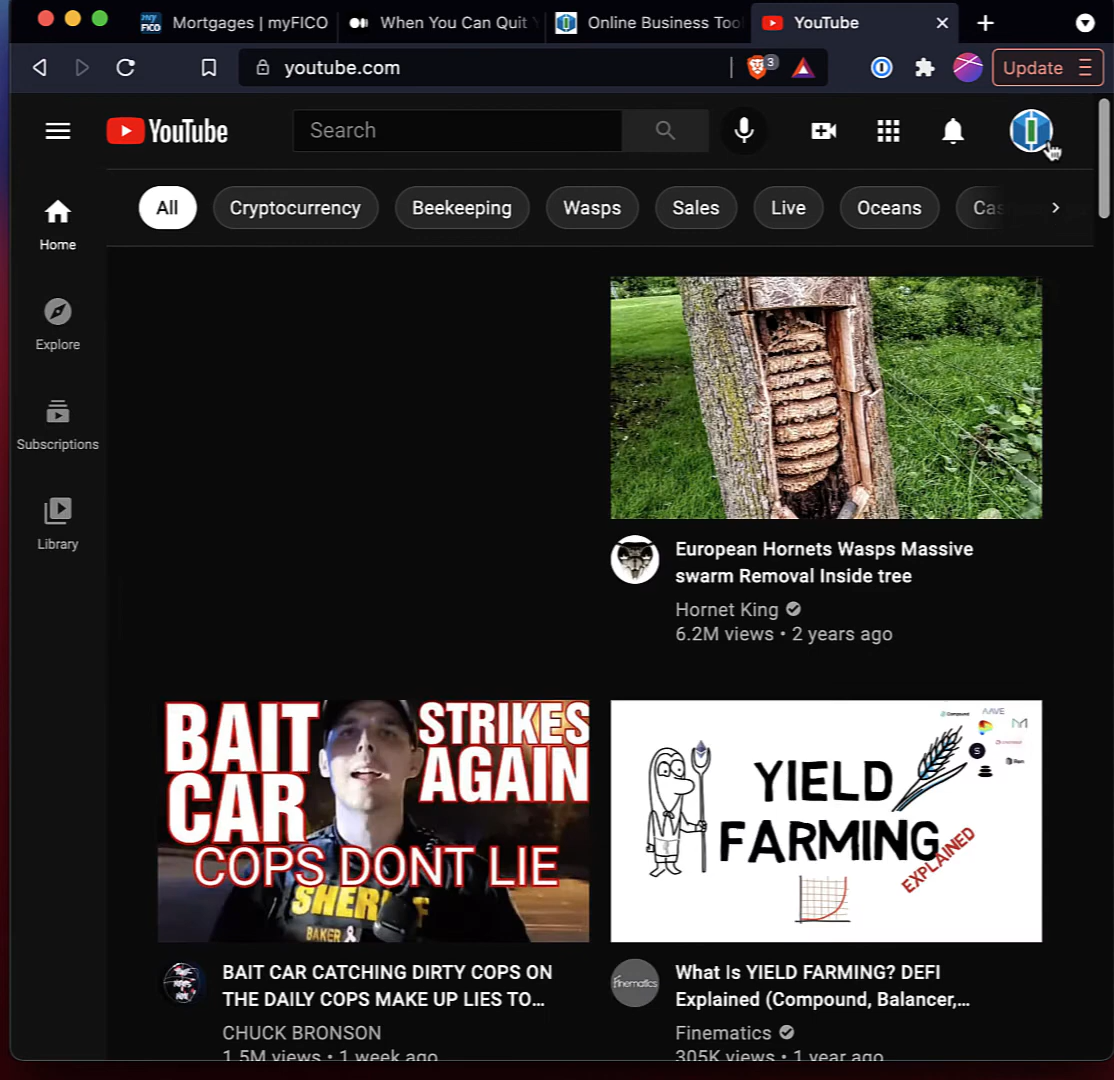 Mortgages | myFICO
When You Can Quit
Online Business Too
YouTube
youtube.com
3
Update
YouTube
Search
All
Cryptocurrency
Beekeeping
Wasps
Sales
Live
Oceans
Home
Explore
Subscriptions
Library
European Hornets Wasps Massive
swarm Removal Inside tree
Hornet King
6.2M views • 2 years ago
BAIT
CAR
STRIKES
AGAIN
COPS DONT LIE
BAKER
YIELD
FARMING
EXPLAINED
Compound
AAVE
BAIT CAR CATCHING DIRTY COPS ON
THE DAILY COPS MAKE UP LIES TO...
CHUCK BRONSON
1.5M views • 1 week ago
finematics
What Is YIELD FARMING? DEFI
Explained (Compound, Balancer,...
Finematics
305K views • 1 year ago